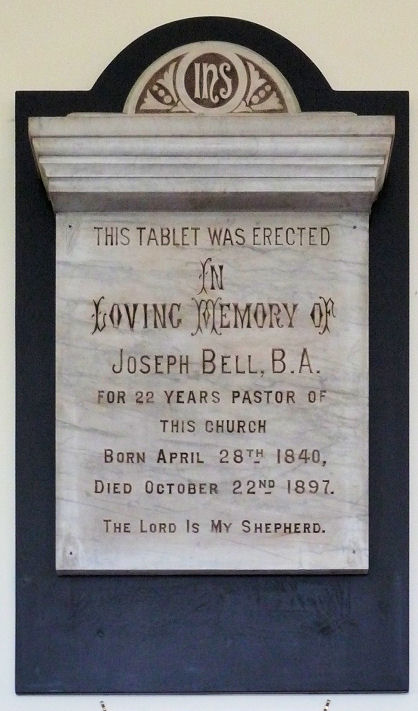 IHS
THIS TABLET WAS ERECTED
IN
LOVING MEMORY OF
JOSEPH BELL, B.A.
FOR 22 YEARS PASTOR OF
THIS CHURCH
BORN APRIL 28TH 1840,
DIED OCTOBER 22ND 1897.
THE LORD IS MY SHEPHERD.